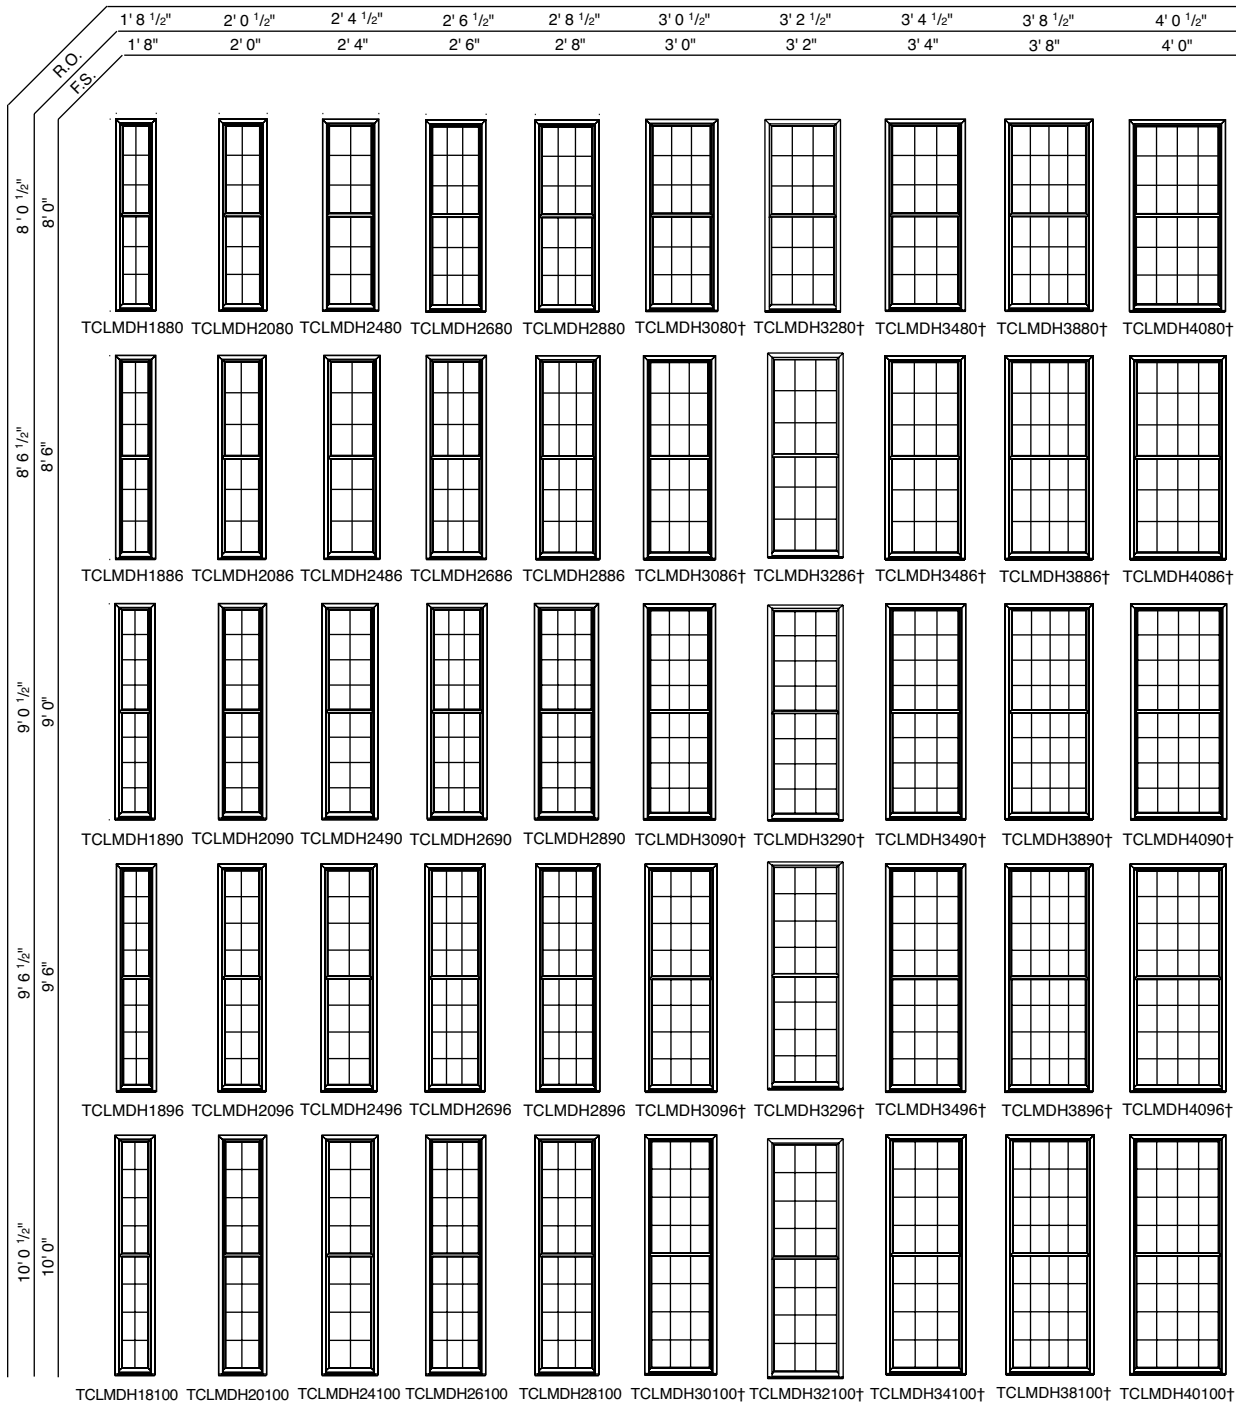 1' 8 1/2" 2' 0 1/2" 2' 4 1/2" 2' 6 1/2" 2' 8 1/2" 3' 0 1/2" 3' 2 1/2" 3' 4 1/2" 3' 8 1/2" 4' 0 1/2"
R.O.
1' 8" 2' 0" 2' 4" 2' 6" 2' 8" 3' 0" 3' 2" 3' 4" 3' 8" 4' 0"
F.S.
8' 0 1/2" 8' 0"
TCLMDH1880 TCLMDH2080 TCLMDH2480 TCLMDH2680 TCLMDH2880 TCLMDH3080† TCLMDH3280† TCLMDH3480† TCLMDH3880† TCLMDH4080†
8' 6 1/2" 8' 6"
TCLMDH1886 TCLMDH2086 TCLMDH2486 TCLMDH2686 TCLMDH2886 TCLMDH3086† TCLMDH3286† TCLMDH3486† TCLMDH3886† TCLMDH4086†
9' 0 1/2" 9' 0"
TCLMDH1890 TCLMDH2090 TCLMDH2490 TCLMDH2690 TCLMDH2890 TCLMDH3090† TCLMDH3290† TCLMDH3490† TCLMDH3890† TCLMDH4090†
9' 6 1/2" 9' 6"
TCLMDH1896 TCLMDH2096 TCLMDH2496 TCLMDH2696 TCLMDH2896 TCLMDH3096† TCLMDH3296† TCLMDH3496† TCLMDH3896† TCLMDH4096†
10' 0 1/2" 10' 0"
TCLMDH18100 TCLMDH20100 TCLMDH24100 TCLMDH26100 TCLMDH28100 TCLMDH30100† TCLMDH32100† TCLMDH34100† TCLMDH38100† TCLMDH40100†